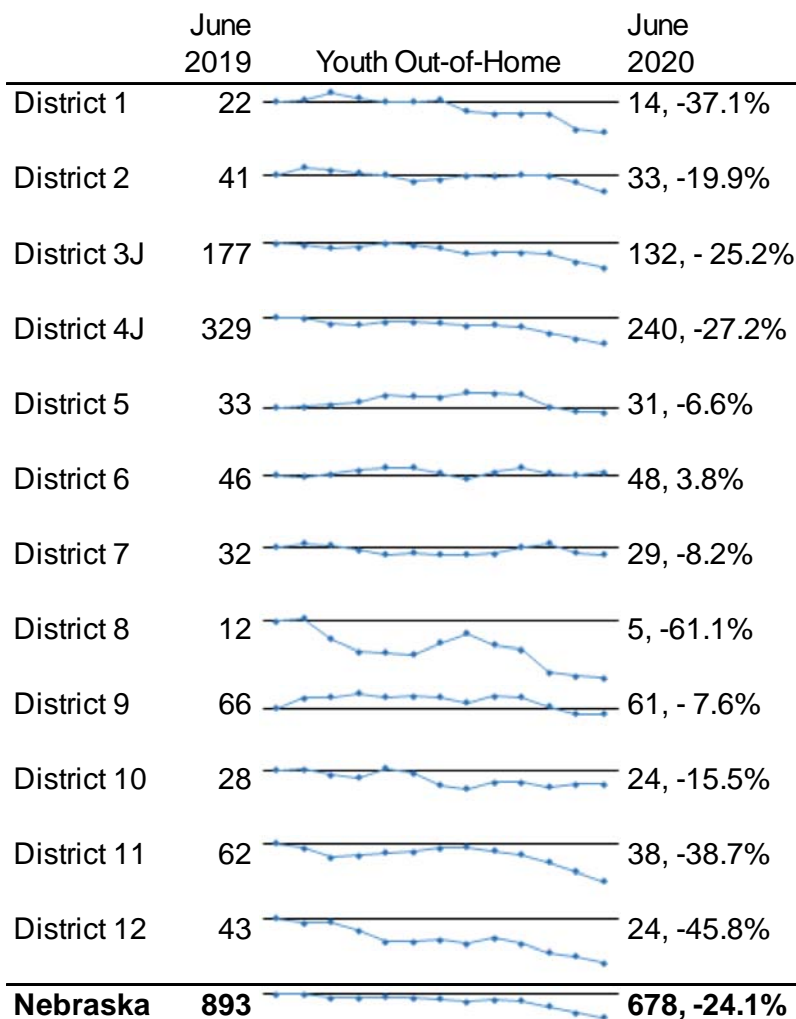 June June
2019 Youth Out-of-Home 2020
District 1 22 14, -37.1%
District 2 41 33, -19.9%
District 3J 177 132, - 25.2%
District 4J 329 240, -27.2%
District 5 33 31, -6.6%
District 6 46 48, 3.8%
District 7 32 29, -8.2%
District 8 12 5, -61.1%
District 9 66 61, - 7.6%
District 10 28 24, -15.5%
District 11 62 38, -38.7%
District 12 43 24, -45.8%
Nebraska 893 678, -24.1%